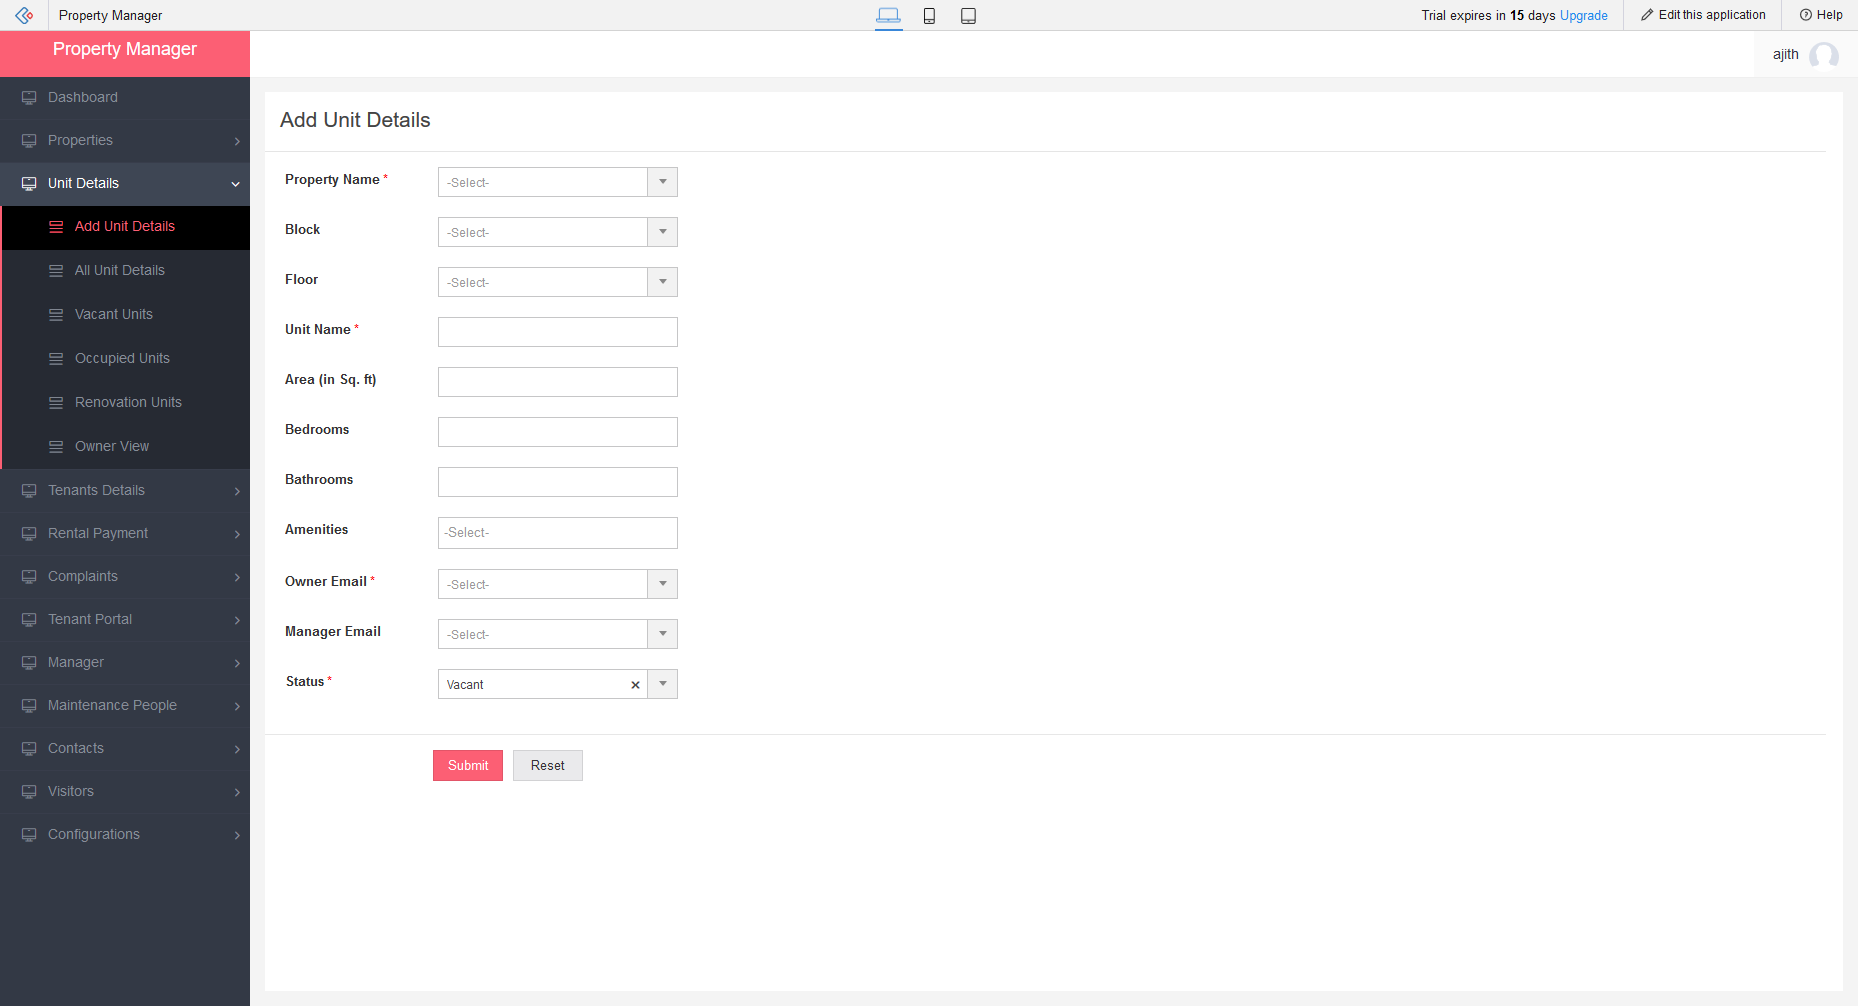 Property Manager
Trial expires in 15 days Upgrade
Edit this application
Help
Property Manager
ajith
Dashboard
Properties
Unit Details
Add Unit Details
All Unit Details
Vacant Units
Occupied Units
Renovation Units
Owner View
Tenants Details
Rental Payment
Complaints
Tenant Portal
Manager
Maintenance People
Contacts
Visitors
Configurations
Add Unit Details
Property Name * -Select-
Block -Select-
Floor -Select-
Unit Name *
Area (in Sq. ft)
Bedrooms
Bathrooms
Amenities -Select-
Owner Email * -Select-
Manager Email -Select-
Status * Vacant ×
Submit Reset